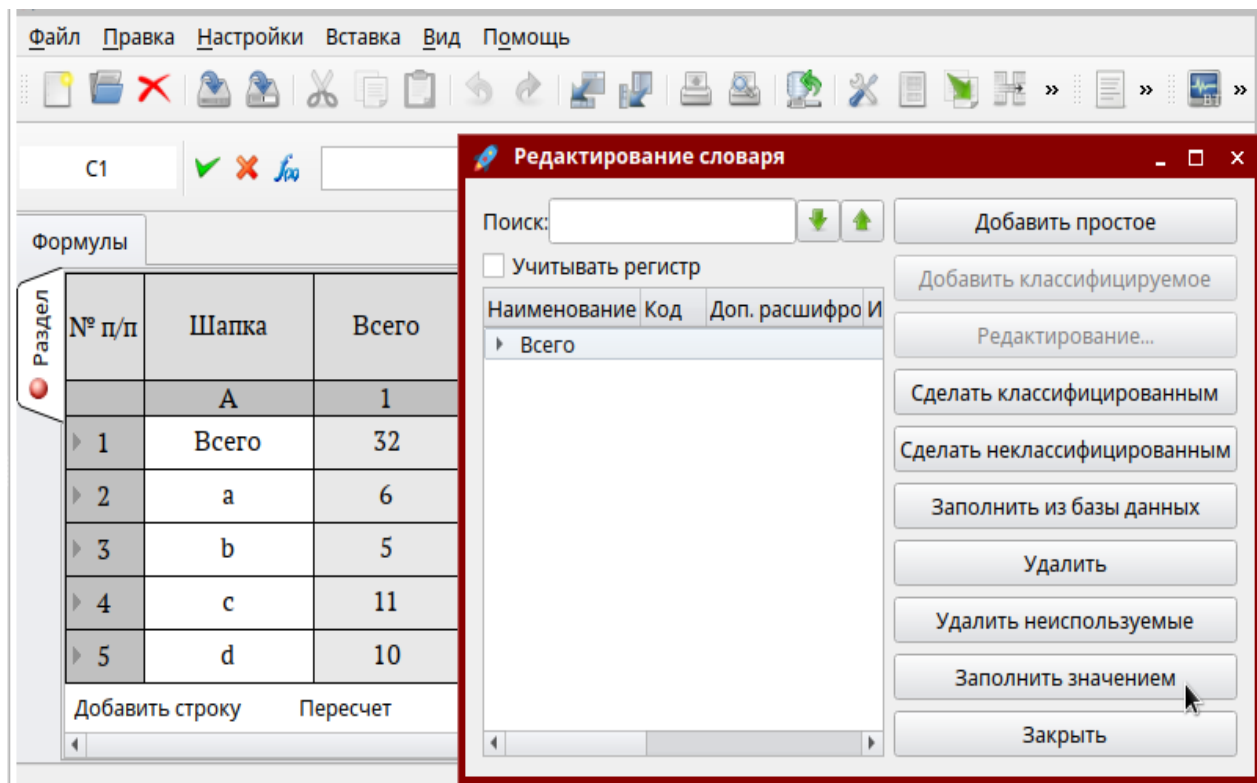 Файл Правка Настройки Вставка Вид Помощь
» » BT »
C1 f(x)
Формулы
Раздел
№ п/п Шапка Всего
A 1
1 Всего 32
2 a 6
3 b 5
4 c 11
5 d 10
Добавить строку Пересчет
Редактирование словаря
Поиск:
Учитывать регистр
Наименование Код Доп. расшифро И
Всего
Добавить простое
Добавить классифицируемое
Редактирование...
Сделать классифицированным
Сделать неклассифицированным
Заполнить из базы данных
Удалить
Удалить неиспользуемые
Заполнить значением
Закрыть